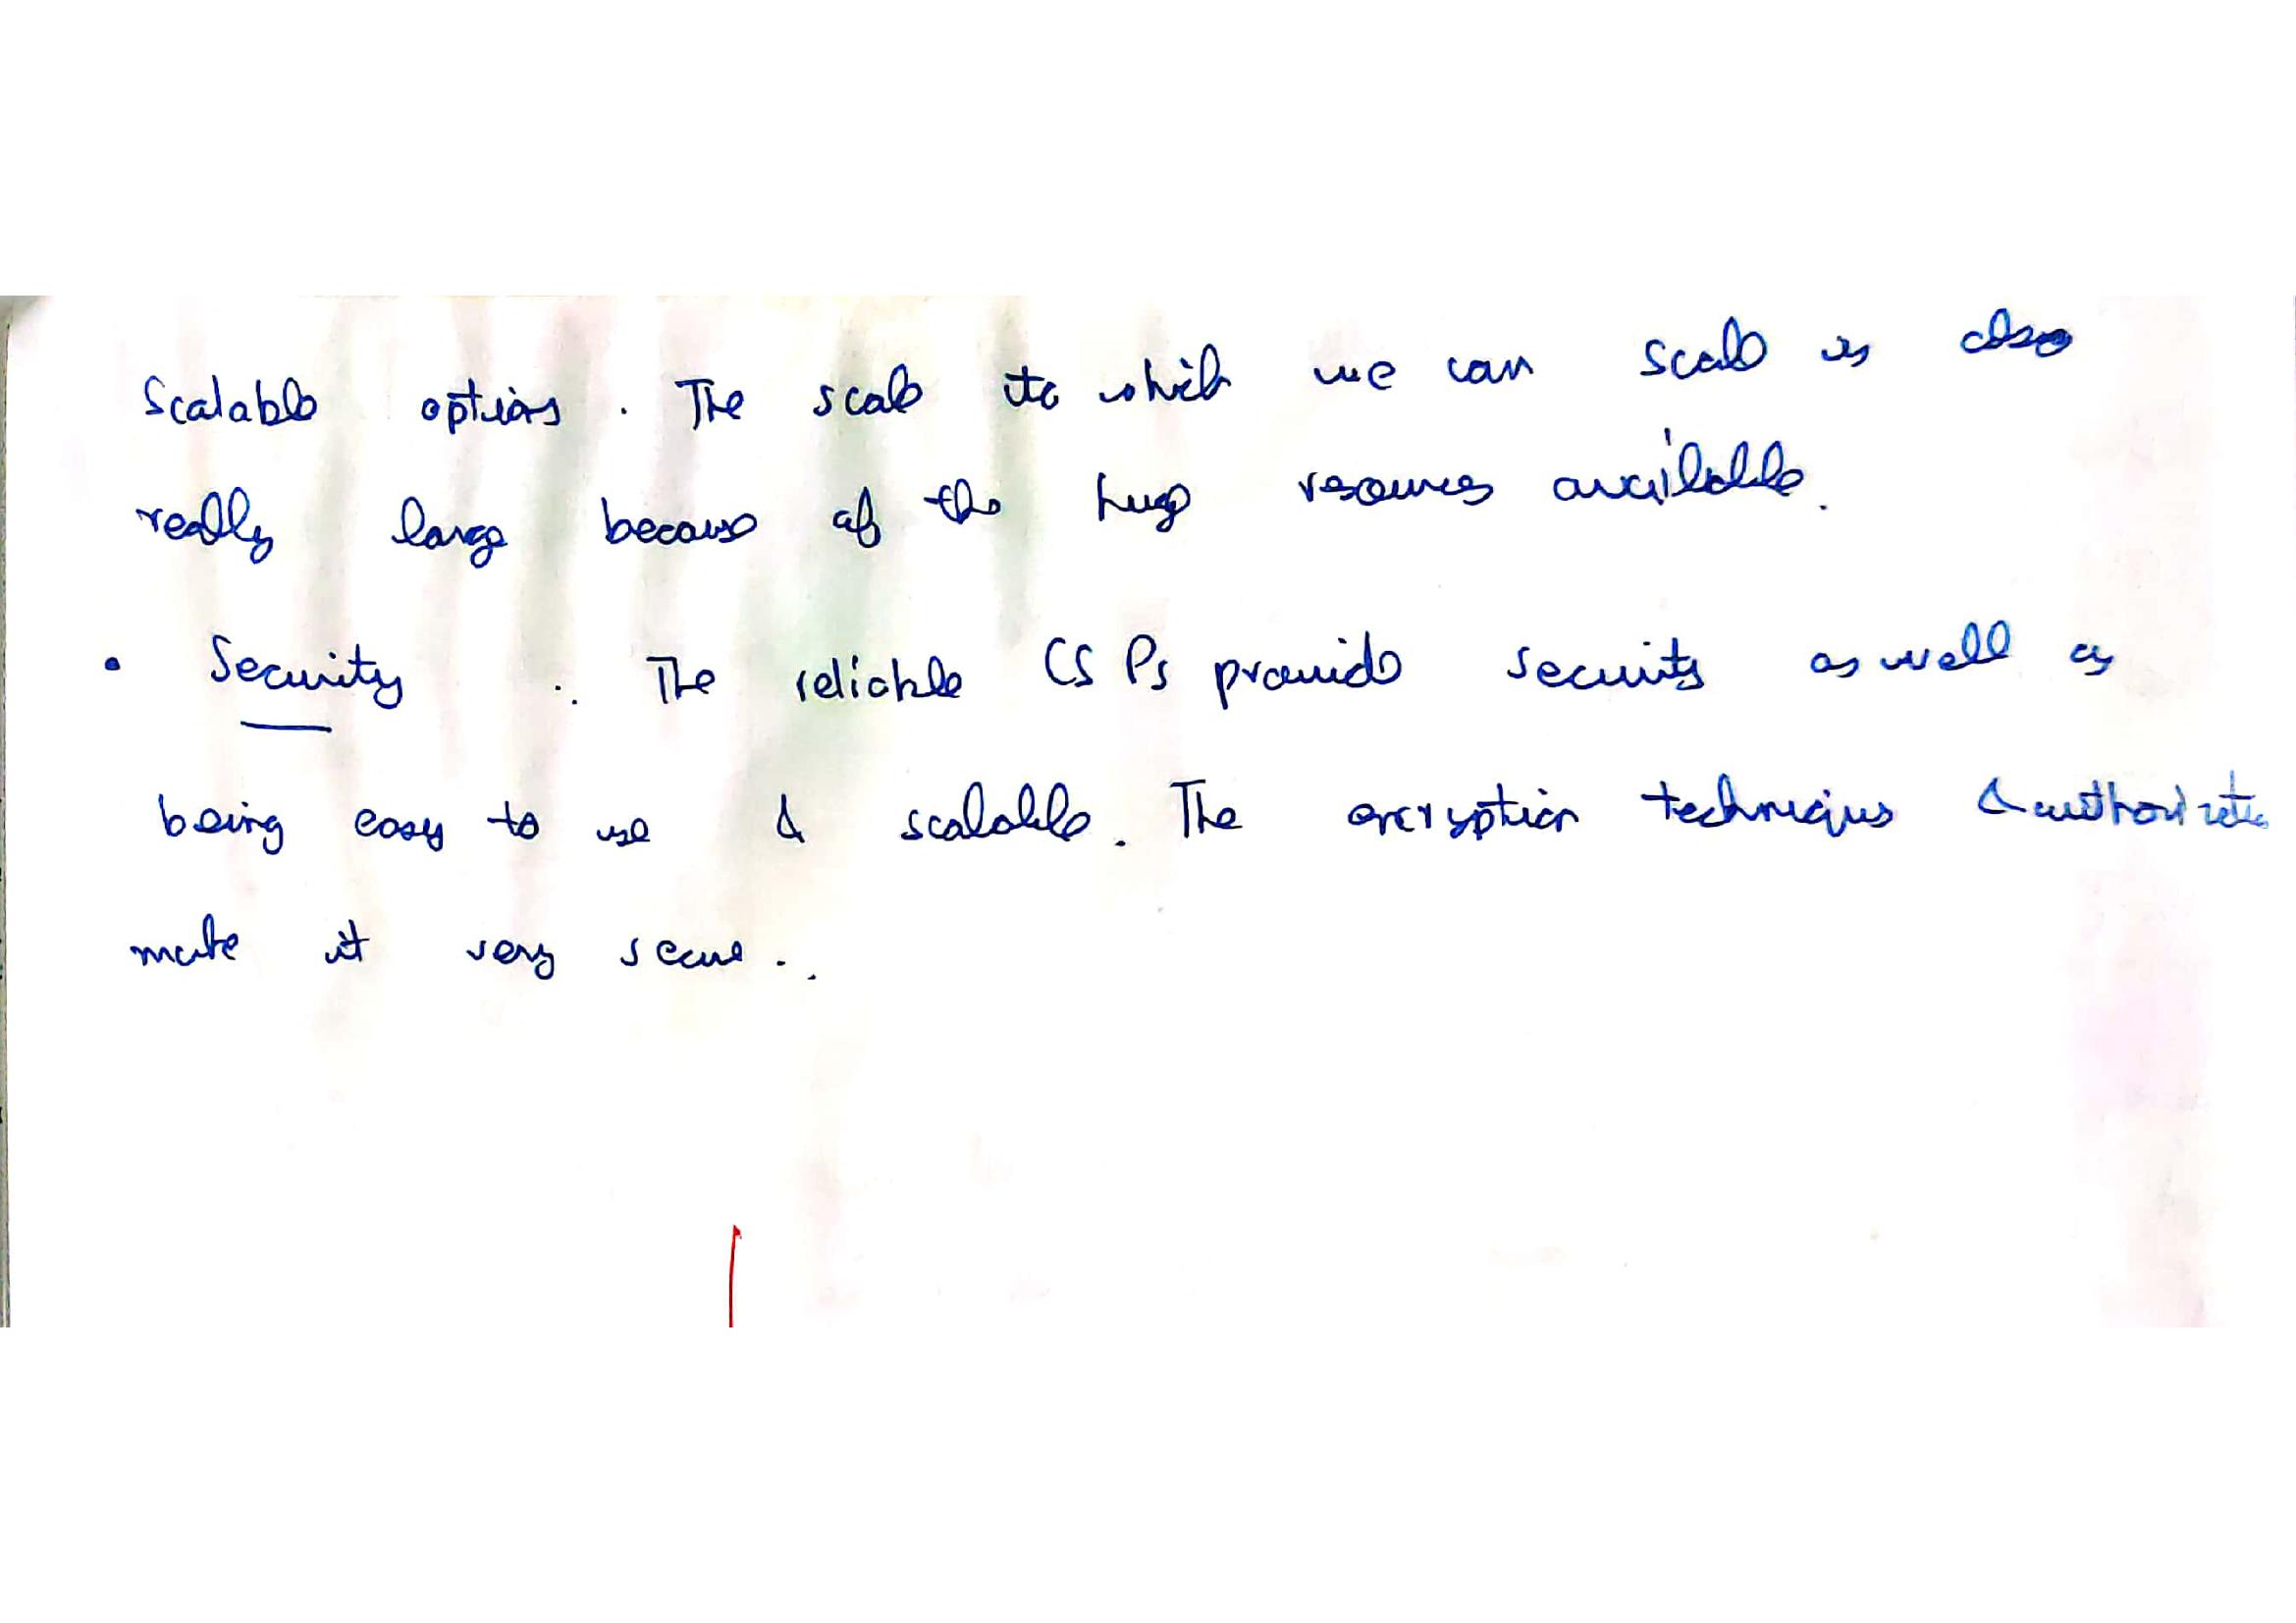 Scalable options. The scale to which we can scale is also
really large because of the huge resources available.
• Security : The reliable CSPs provide security as well as
being easy to use & scalable. The encryption techniques & authorizatio
make it very secure..